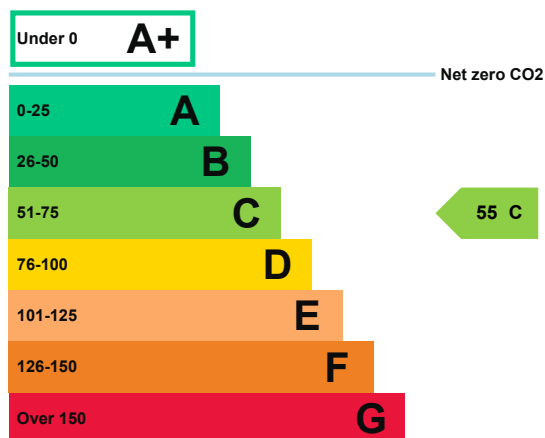 Under 0 A+
Net zero CO2
0-25 A
26-50 B
51-75 C
55 C
76-100 D
101-125 E
126-150 F
Over 150 G